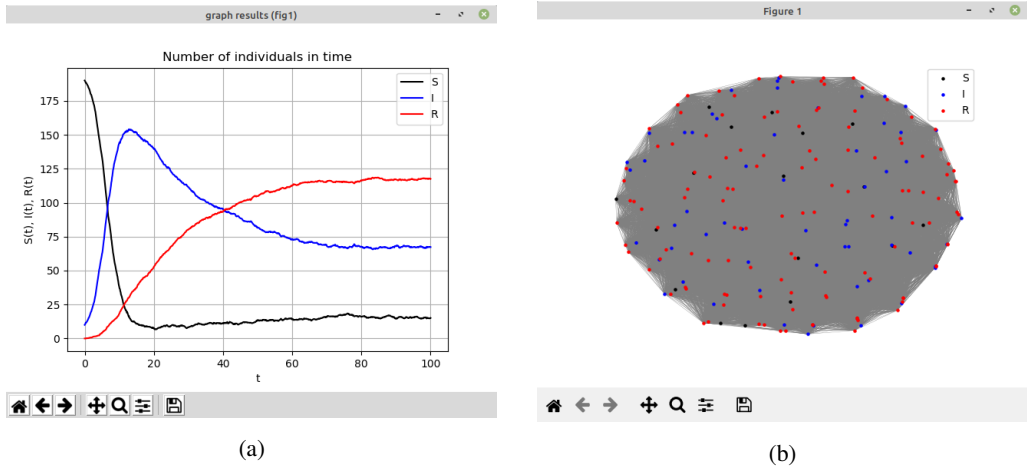 graph results (fig1)
Number of individuals in time
S
I
R
S(t), I(t), R(t)
175
150
125
100
75
50
25
0
0 20 40 60 80 100
t
(a)
Figure 1
S
I
R
(b)